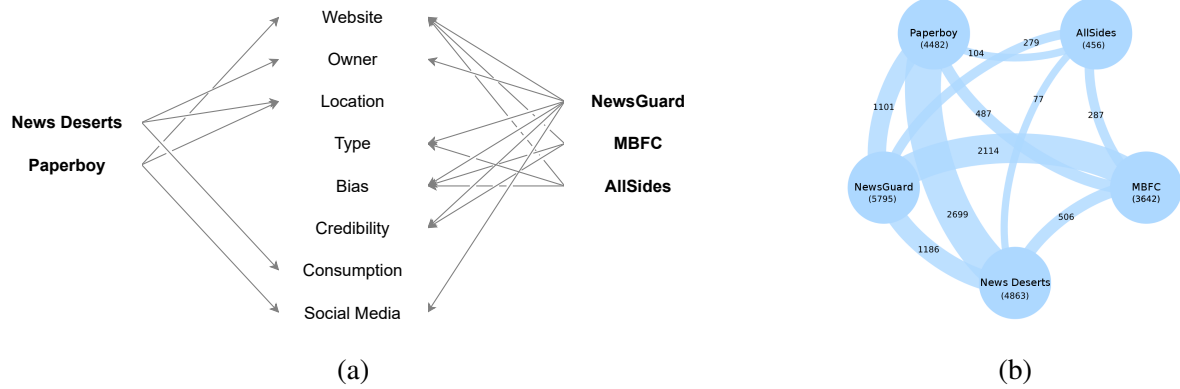 Website
Owner
Location
Type
Bias
Credibility
Consumption
Social Media
News Deserts
Paperboy
NewsGuard
MBFC
AllSides
(a)
Paperboy
(4482)
AllSides
(456)
279
104
1101
77
487
287
2114
NewsGuard
(5795)
MBFC
(3642)
2699
506
1186
News Deserts
(4863)
(b)